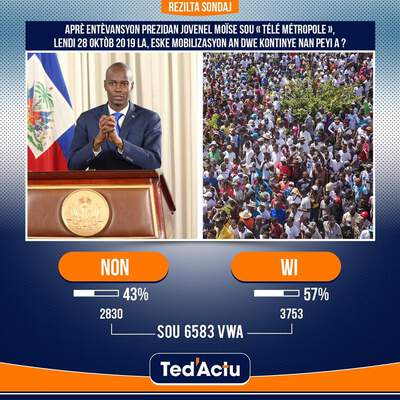 REZILTA SONDAJ
APRÈ ENTÈVANSYON PREZIDAN JOVENEL MOÏSE SOU « TÉLÉ MÉTROPOLE »,
LENDI 28 OKTÒB 2019 LA, ESKE MOBILIZASYON AN DWE KONTINYE NAN PEYI A ?
NON
WI
43%
57%
2830
3753
SOU 6583 VWA
Ted'Actu